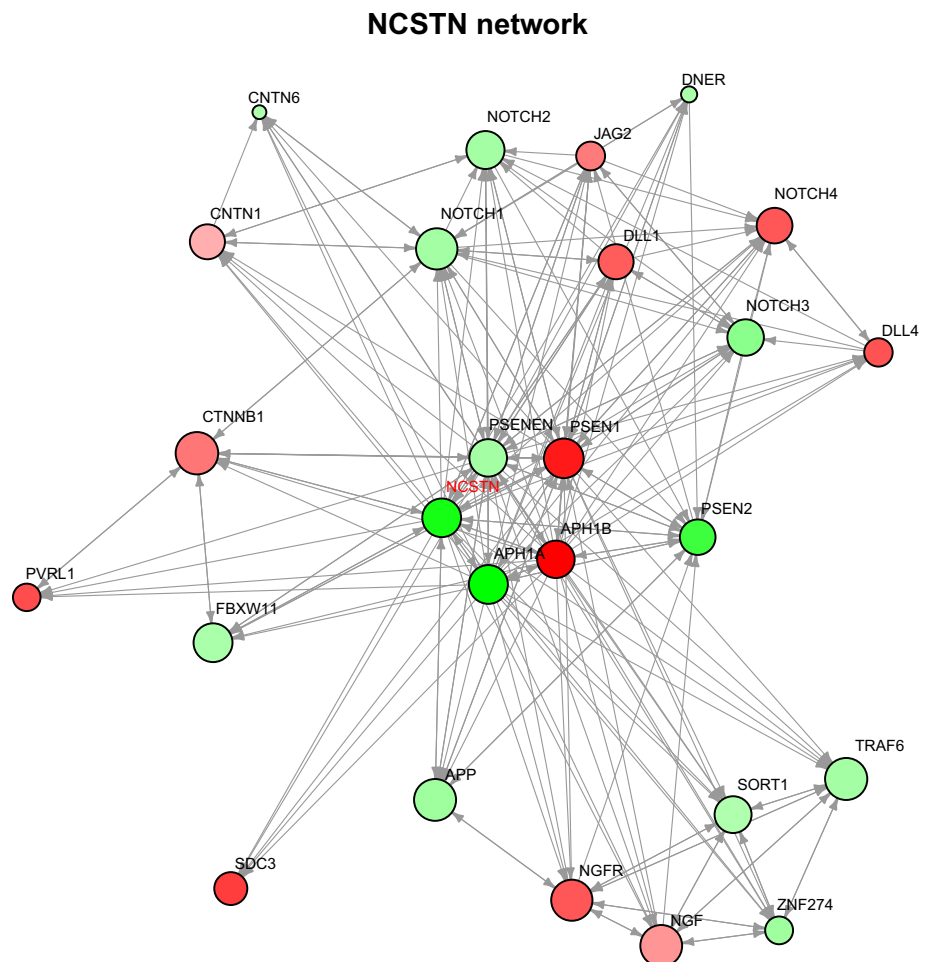 NCSTN network
DNER
CNTN6
NOTCH2
JAG2
NOTCH4
CNTN1
NOTCH1
DLL1
NOTCH3
DLL4
CTNNB1
PSENEN
PSEN1
NCSTN
PSEN2
APH1B
APH1A
PVRL1
FBXW11
TRAF6
APP
SORT1
SDC3
NGFR
ZNF274
NGF